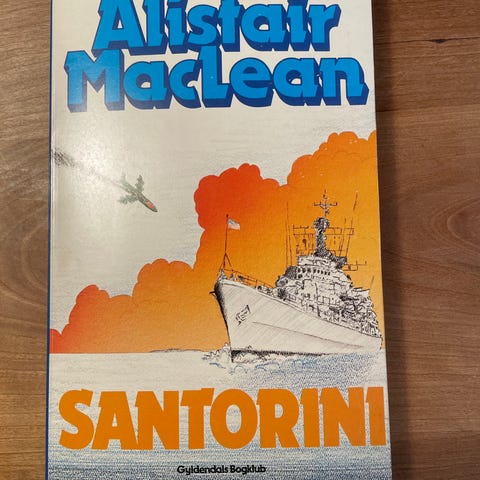 Alistair
MacLean
SANTORINI
Gyldendals Bogklub